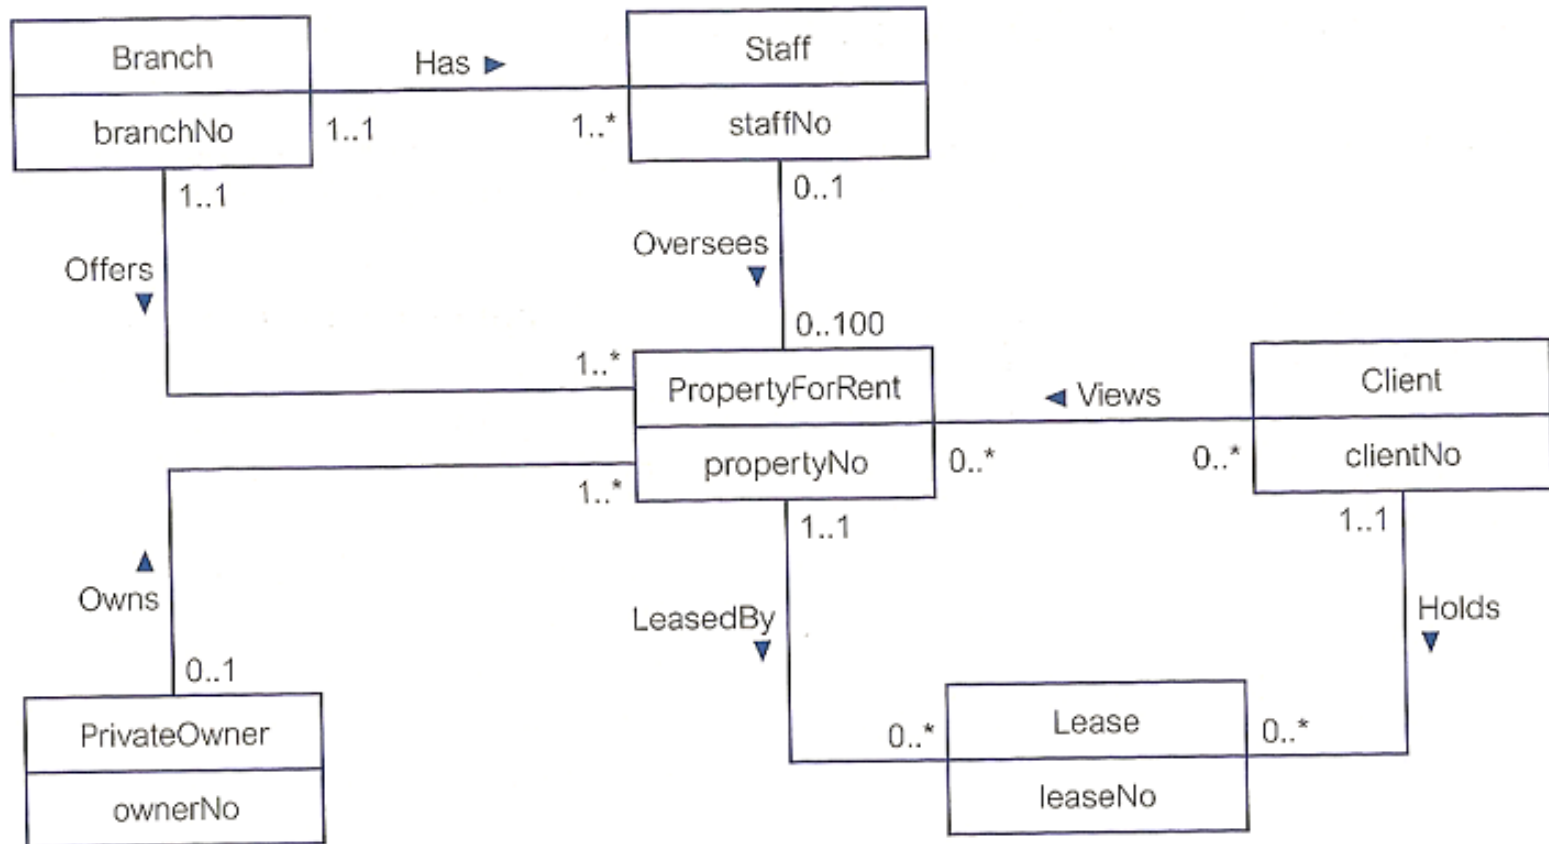 Branch
branchNo
Has ►
1..1
1..*
Staff
staffNo
1..1
0..1
Offers
▼
Oversees
▼
0..100
1..*
PropertyForRent
propertyNo
◄ Views
0..*
0..*
Client
clientNo
1..*
1..1
1..1
▲
Owns
LeasedBy
▼
Holds
▼
0..1
PrivateOwner
ownerNo
0..*
Lease
leaseNo
0..*